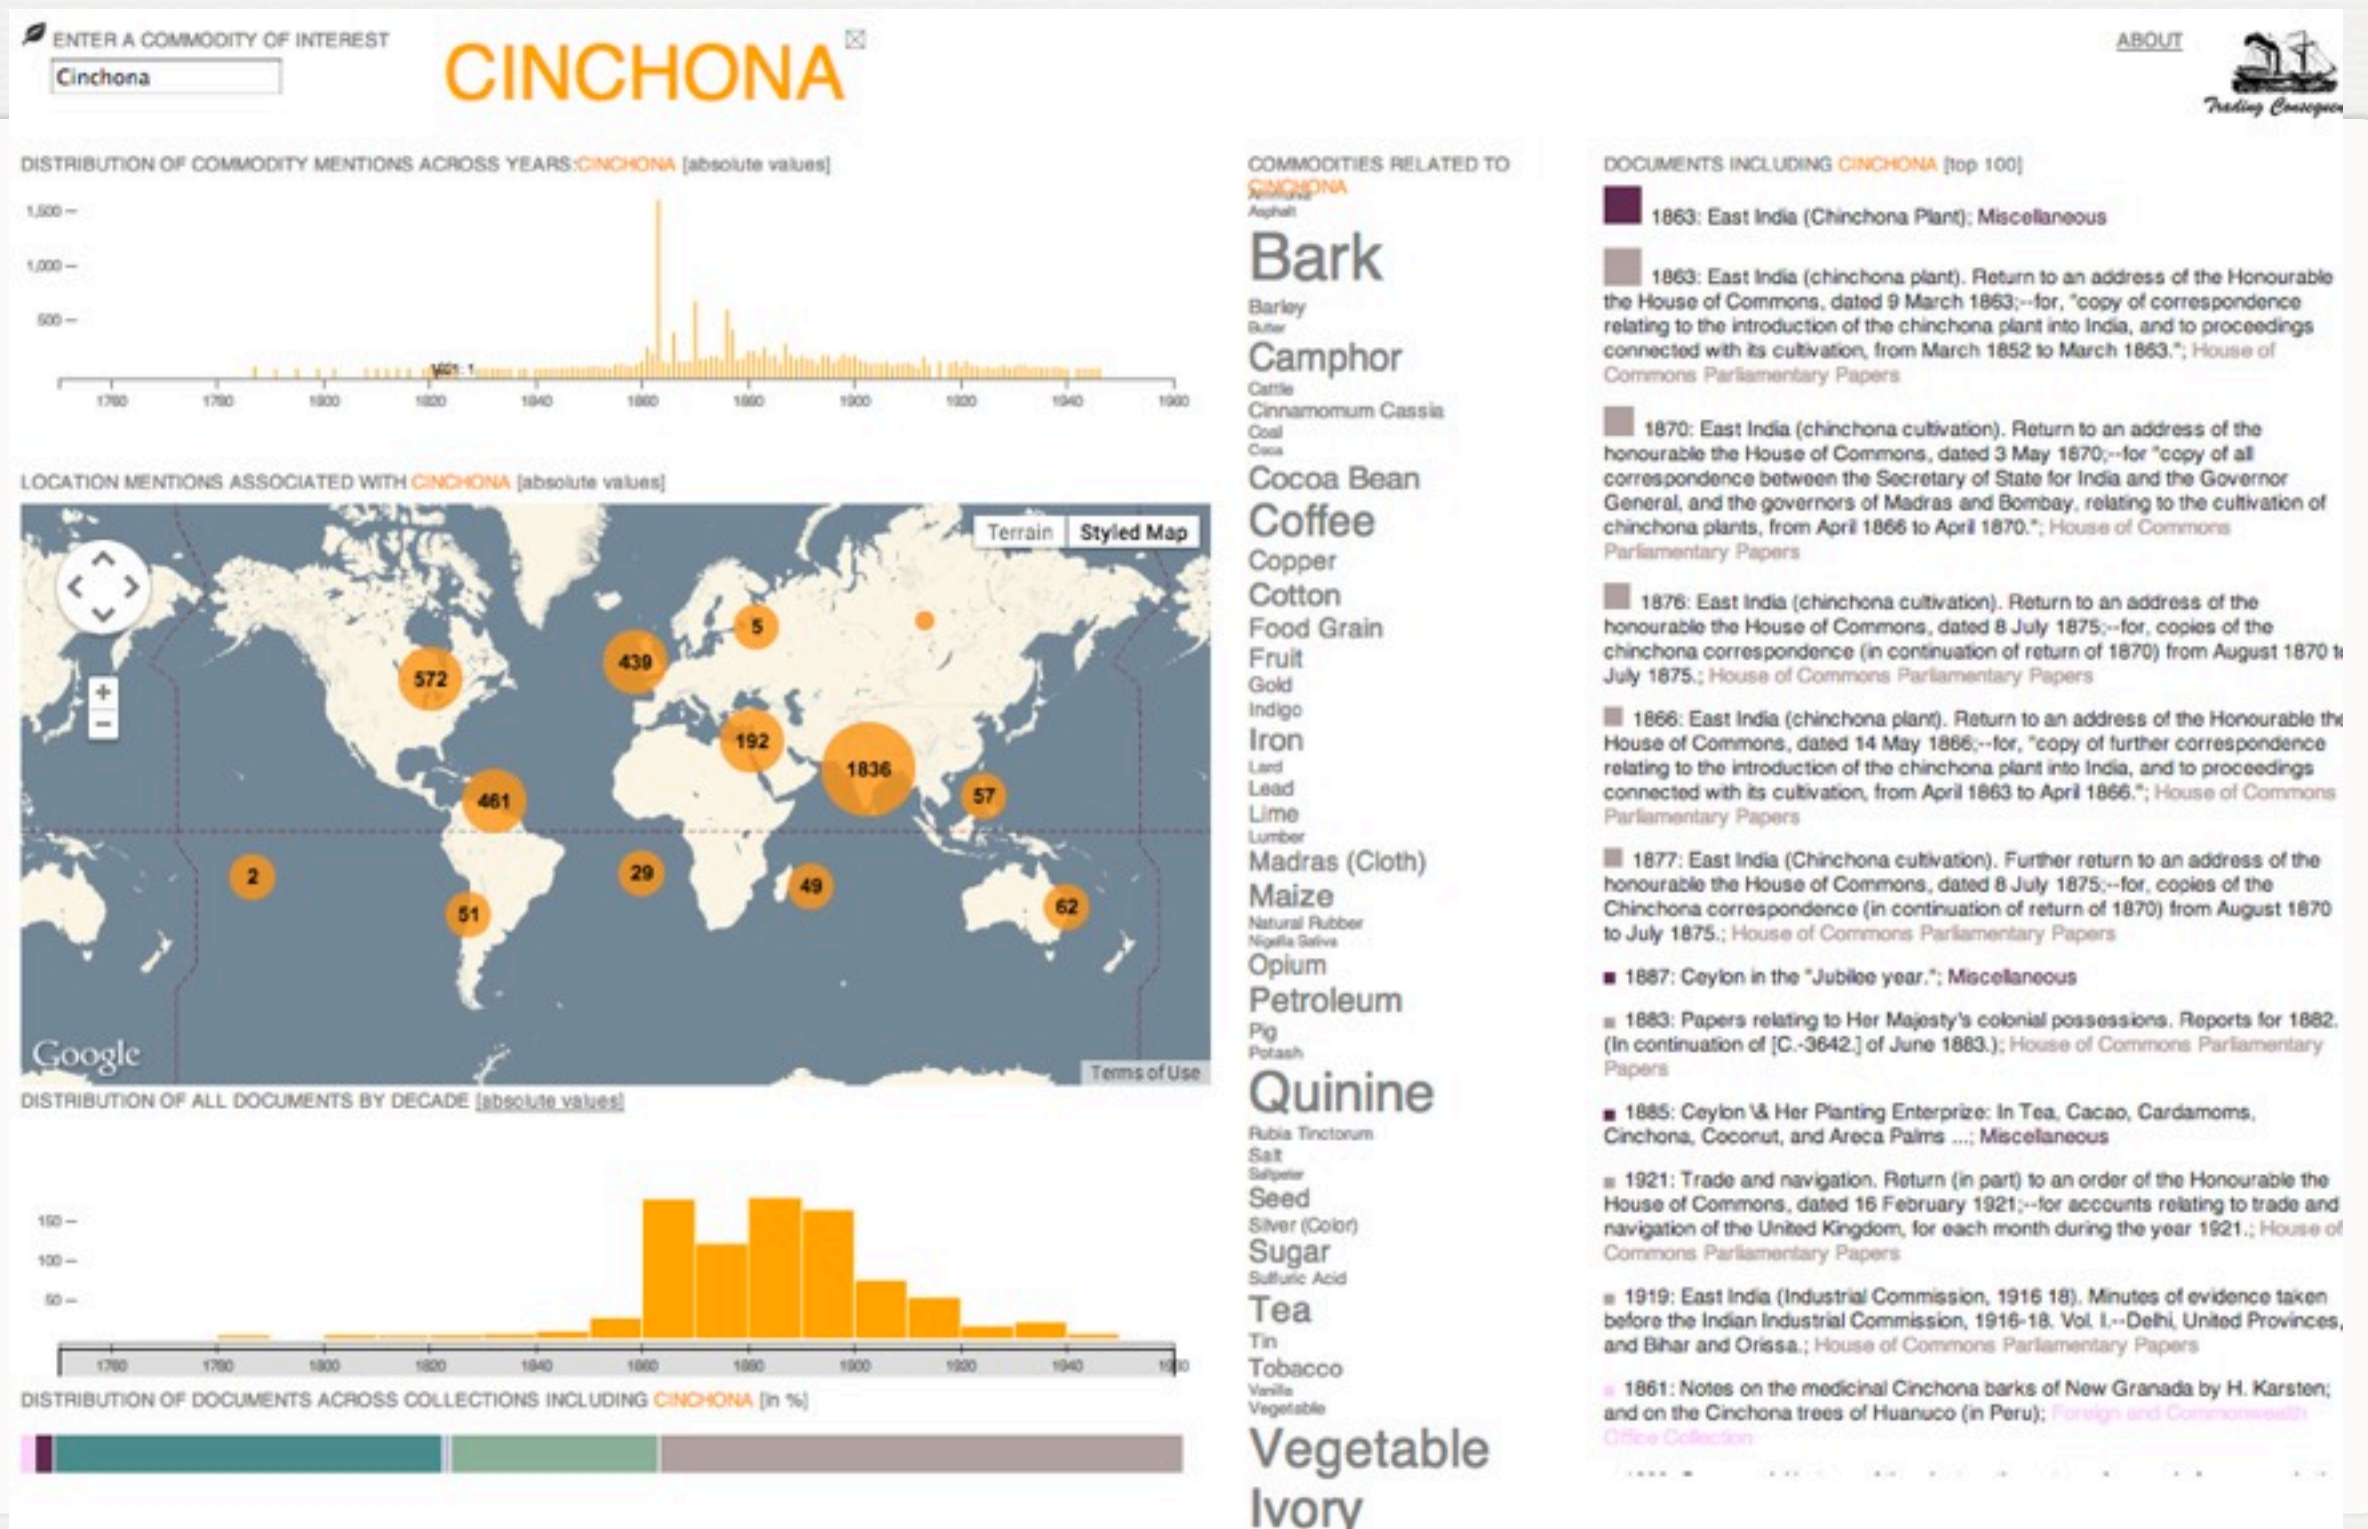 ENTER A COMMODITY OF INTEREST
Cinchona
CINCHONA
ABOUT
Trading
DISTRIBUTION OF COMMODITY MENTIONS ACROSS YEARS:CINCHONA [absolute values]
1,500
1,000
500
1760 1780 1800 1820 1840 1860 1880 1900 1920 1940 1960
LOCATION MENTIONS ASSOCIATED WITH CINCHONA [absolute values]
Terrain
Styled Map
5
439
572
192
1836
461
57
2
29
49
51
62
Google
Terms of Use
DISTRIBUTION OF ALL DOCUMENTS BY DECADE [absolute values]
150
100
50
1760 1780 1800 1820 1840 1860 1880 1900 1920 1940
DISTRIBUTION OF DOCUMENTS ACROSS COLLECTIONS INCLUDING CINCHONA [in %]
COMMODITIES RELATED TO
CINCHONA
Asphalt
Bark
Barley
Butter
Camphor
Cattle
Cinnamomum Cassia
Coal
Coca
Cocoa Bean
Coffee
Copper
Cotton
Food Grain
Fruit
Gold
Indigo
Iron
Lard
Lead
Lime
Lumber
Madras (Cloth)
Maize
Natural Rubber
Nigella Sativa
Opium
Petroleum
Pig
Potash
Quinine
Rubia Tinctorum
Salt
Saltpeter
Seed
Silver (Color)
Sugar
Sulfuric Acid
Tea
Tin
Tobacco
Vanilla
Vegetable
Vegetable
Ivory
DOCUMENTS INCLUDING CINCHONA [top 100]
1863: East India (Chinchona Plant); Miscellaneous
1863: East India (chinchona plant). Return to an address of the Honourable
the House of Commons, dated 9 March 1863;--for, "copy of correspondence
relating to the introduction of the chinchona plant into India, and to proceedings
connected with its cultivation, from March 1852 to March 1863."; House of
Commons Parliamentary Papers
1870: East India (chinchona cultivation). Return to an address of the
honourable the House of Commons, dated 3 May 1870;--for "copy of all
correspondence between the Secretary of State for India and the Governor
General, and the governors of Madras and Bombay, relating to the cultivation of
chinchona plants, from April 1866 to April 1870."; House of Commons
Parliamentary Papers
1876: East India (chinchona cultivation). Return to an address of the
honourable the House of Commons, dated 8 July 1875;--for, copies of the
chinchona correspondence (in continuation of return of 1870) from August 1870
July 1875.; House of Commons Parliamentary Papers
1866: East India (chinchona plant). Return to an address of the Honourable the
House of Commons, dated 14 May 1866;--for, "copy of further correspondence
relating to the introduction of the chinchona plant into India, and to proceedings
connected with its cultivation, from April 1863 to April 1866."; House of Commons
Parliamentary Papers
1877: East India (Chinchona cultivation). Further return to an address of the
honourable the House of Commons, dated 8 July 1875;--for, copies of the
Chinchona correspondence (in continuation of return of 1870) from August 1870
to July 1875.; House of Commons Parliamentary Papers
1887: Ceylon in the "Jubilee year."; Miscellaneous
1883: Papers relating to Her Majesty's colonial possessions. Reports for 1882.
(In continuation of [C.-3642.] of June 1883.); House of Commons Parliamentary
Papers
1885: Ceylon \& Her Planting Enterprize: In Tea, Cacao, Cardamoms,
Cinchona, Coconut, and Areca Palms ...; Miscellaneous
1921: Trade and navigation. Return (in part) to an order of the Honourable the
House of Commons, dated 16 February 1921;--for accounts relating to trade and
navigation of the United Kingdom, for each month during the year 1921.; House of
Commons Parliamentary Papers
1919: East India (Industrial Commission, 1916 18). Minutes of evidence taken
before the Indian Industrial Commission, 1916-18. Vol. I.--Delhi, United Provinces,
and Bihar and Orissa.; House of Commons Parliamentary Papers
1861: Notes on the medicinal Cinchona barks of New Granada by H. Karsten;
and on the Cinchona trees of Huanuco (in Peru); Foreign and Commonwealth
Office Collection